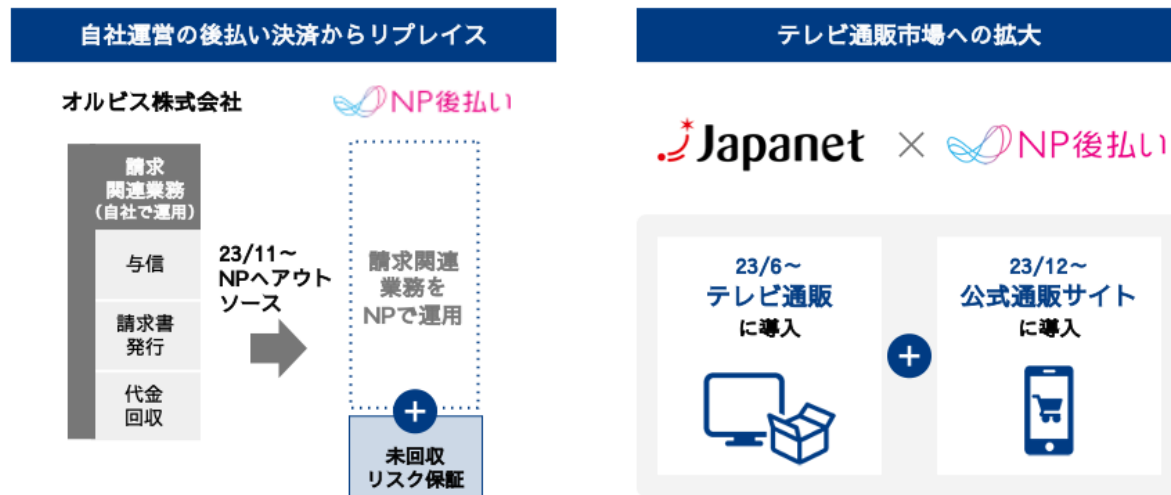 自社運営の後払い決済からリプレイス
オルビス株式会社
NP後払い
請求
関連業務
（自社で運用）
与信
請求書
発行
代金
回収
23/11～
NPへアウト
ソース
請求関連
業務を
NPで運用
+
未回収
リスク保証
テレビ通販市場への拡大
Japanet
×
NP後払い
23/6～
テレビ通販
に導入
+
23/12～
公式通販サイト
に導入